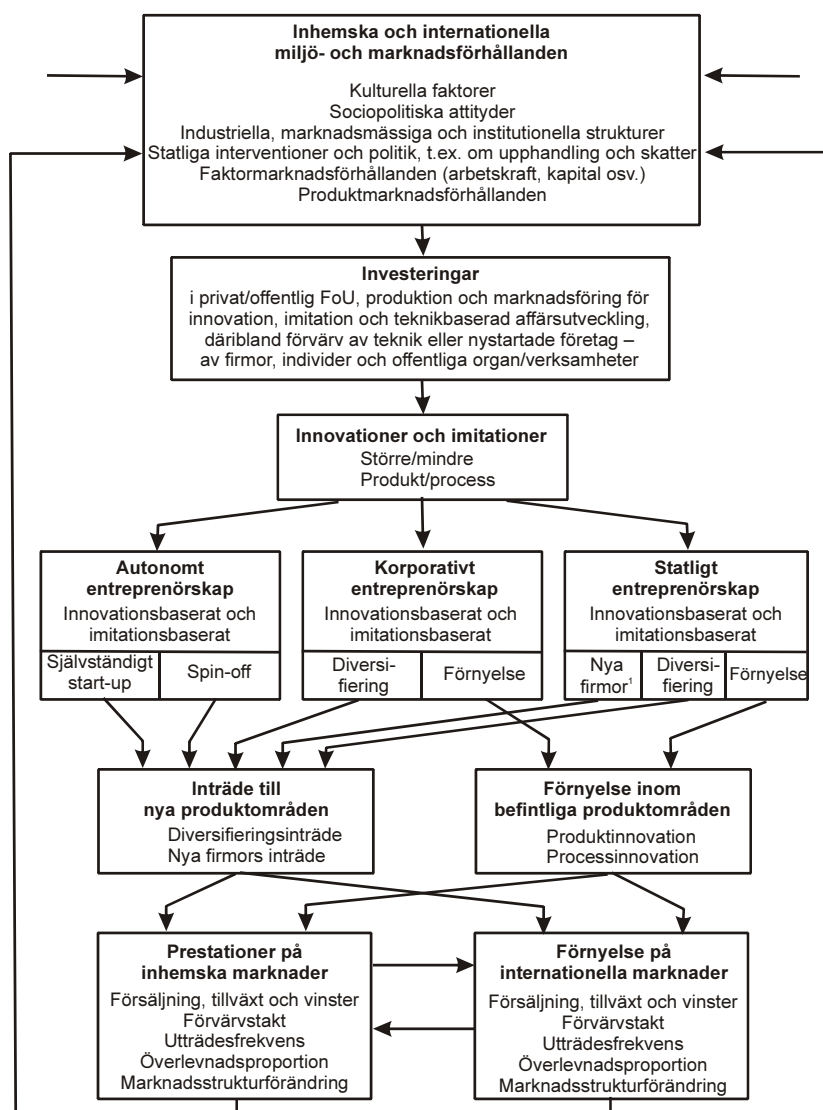 Inhemska och internationella
miljö- och marknadsförhållanden
Kulturella faktorer
Sociopolitiska attityder
Industriella, marknadsmässiga och institutionella strukturer
Statliga interventioner och politik, t.ex. om upphandling och skatter
Faktormarknadsförhållanden (arbetskraft, kapital osv.)
Produktmarknadsförhållanden
Investeringar
i privat/offentlig FoU, produktion och marknadsföring för
innovation, imitation och teknikbaserad affärsutveckling,
däribland förvärv av teknik eller nystartade företag –
av firmor, individer och offentliga organ/verksamheter
Innovationer och imitationer
Större/mindre
Produkt/process
Autonomt
entreprenörskap
Innovationsbaserat och
imitationsbaserat
Självständigt
start-up
Spin-off
Korporativt
entreprenörskap
Innovationsbaserat och
imitationsbaserat
Diversi-
fiering
Förnyelse
Statligt
entreprenörskap
Innovationsbaserat och
imitationsbaserat
Nya
firmor¹
Diversi-
fiering
Förnyelse
Inträde till
nya produktområden
Diversifieringsinträde
Nya firmors inträde
Förnyelse inom
befintliga produktområden
Produktinnovation
Processinnovation
Prestationer på
inhemska marknader
Försäljning, tillväxt och vinster
Förvärvstakt
Utträdesfrekvens
Överlevnadsproportion
Marknadsstrukturförändring
Förnyelse på
internationella marknader
Försäljning, tillväxt och vinster
Förvärvstakt
Utträdesfrekvens
Överlevnadsproportion
Marknadsstrukturförändring